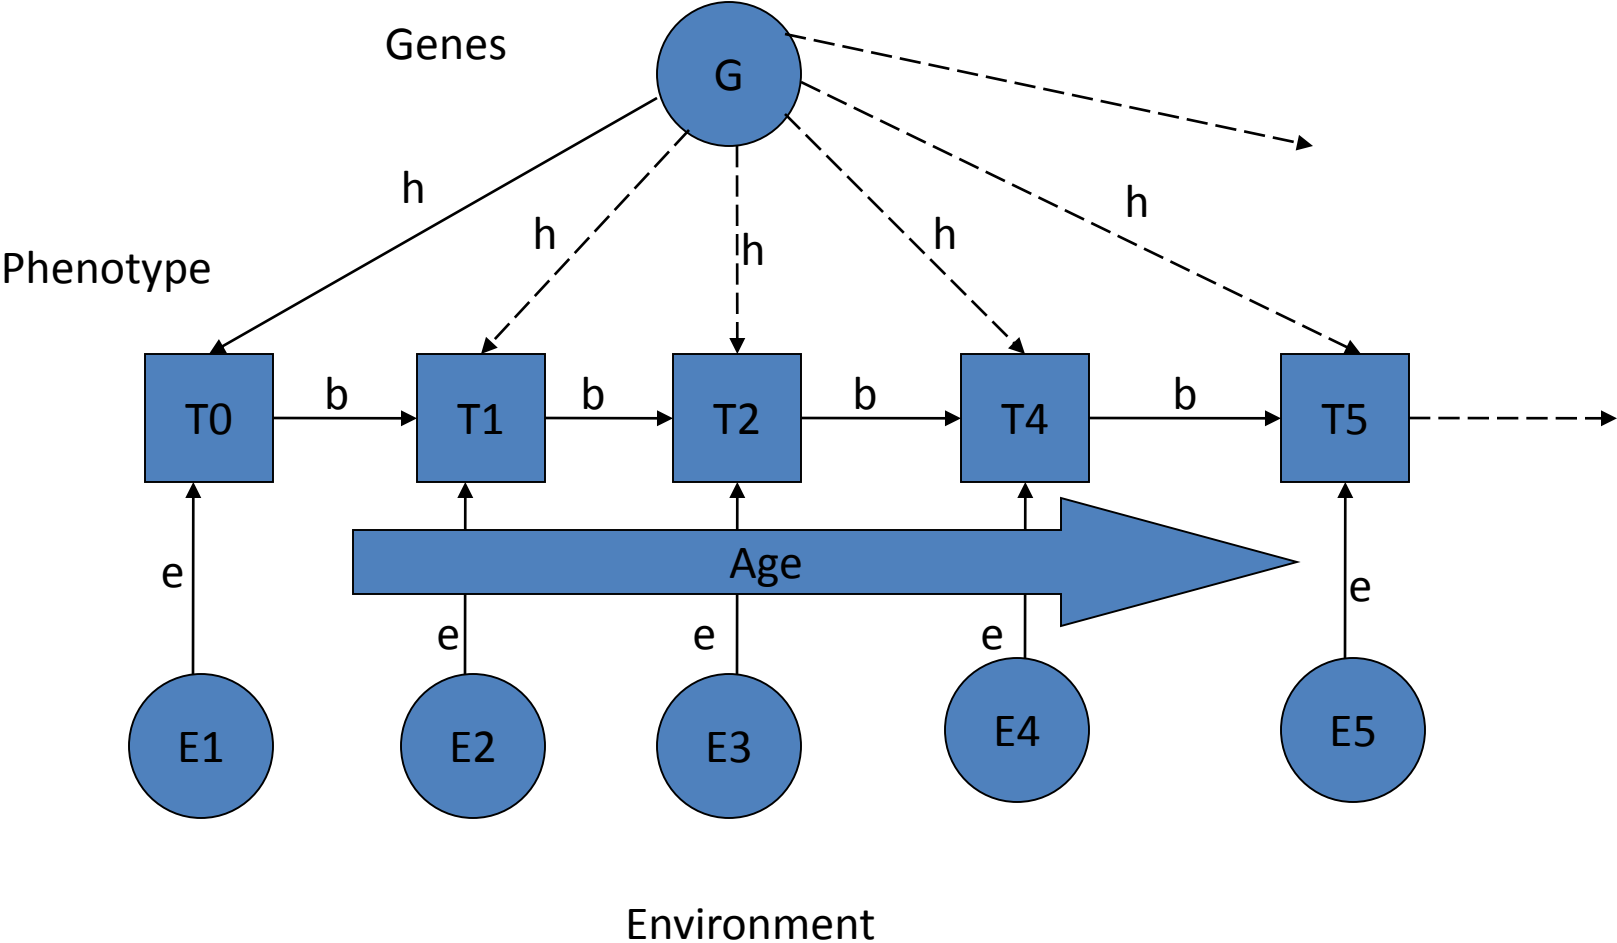 Genes
G
h
h
h
h
h
Phenotype
T0
b
T1
b
T2
b
T4
b
T5
Age
e
e
e
e
e
E1
E2
E3
E4
E5
Environment